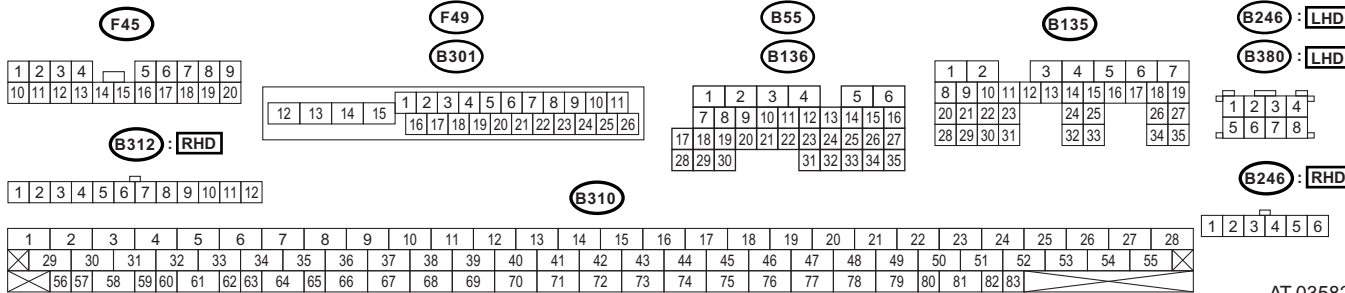 F45
F49
B301
B55
B136
B135
B246 : LHD
B380 : LHD
1 2 3 4 5 6 7 8 9
10 11 12 13 14 15 16 17 18 19 20
1 2 3 4 5 6 7 8 9 10 11
12 13 14 15
16 17 18 19 20 21 22 23 24 25 26
1 2 3 4 5 6
7 8 9 10 11 12 13 14 15 16
17 18 19 20 21 22 23 24 25 26 27
28 29 30 31 32 33 34 35
1 2 3 4 5 6 7
8 9 10 11 12 13 14 15 16 17 18 19
20 21 22 23 24 25 26 27
28 29 30 31 32 33 34 35
1 2 3 4
5 6 7 8
B312 : RHD
1 2 3 4 5 6 7 8 9 10 11 12
B310
B246 : RHD
1 2 3 4 5 6
1 2 3 4 5 6 7 8 9 10 11 12 13 14 15 16 17 18 19 20 21 22 23 24 25 26 27 28
29 30 31 32 33 34 35 36 37 38 39 40 41 42 43 44 45 46 47 48 49 50 51 52 53 54 55
56 57 58 59 60 61 62 63 64 65 66 67 68 69 70 71 72 73 74 75 76 77 78 79 80 81 82 83